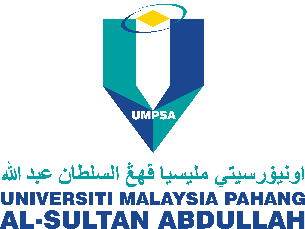 UMPSA
اونيۏرسيتي مليسيا ڤهڠ السلطان عبد الله
UNIVERSITI MALAYSIA PAHANG
AL-SULTAN ABDULLAH